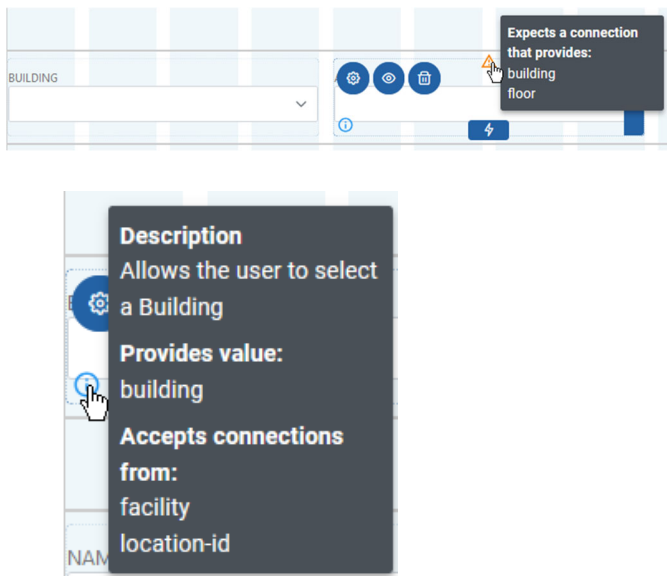 Expects a connection
that provides:
building
floor
BUILDING
Description
Allows the user to select
a Building
Provides value:
building
Accepts connections
from:
facility
location-id
NAM